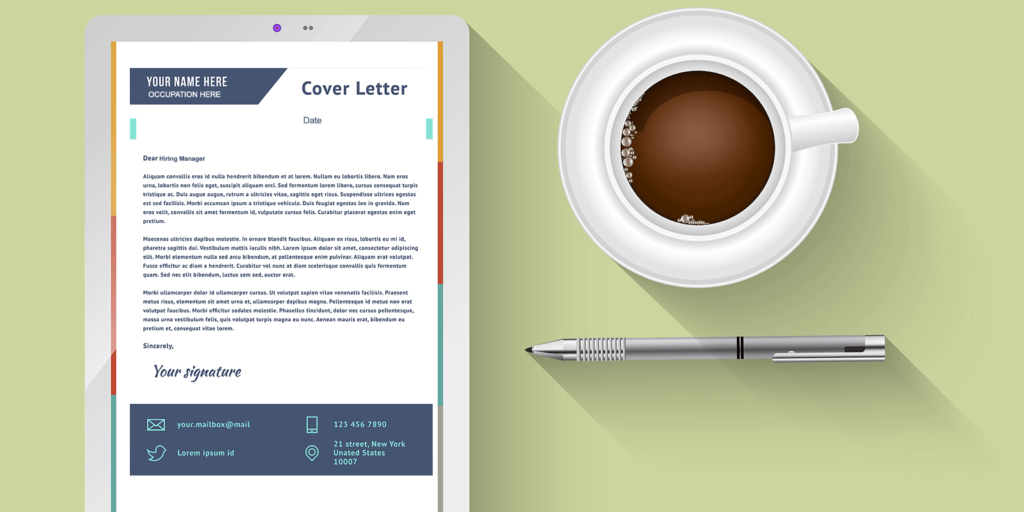 YOUR NAME HERE
OCCUPATION HERE
Cover Letter
Date
Dear Hiring Manager
Aliquam convallis eros id nulla hendrerit bibendum et at lorem. Nullam eu lobortis libero. Nam eros
urna, lobortis non felis eget, suscipit aliquam orci. Sed fermentum lorem libero, cursus consequat turpis
tristique ac. Duis augue augue, rutrum a ultricies vitae, sagittis eget risus. Suspendisse ultrices egestas
est sed facilisis. Morbi accumsan ipsum a tristique vehicula. Duis feugiat egestas leo in gravida. Nam
eros velit, convallis sit amet fermentum id, vulputate cursus felis. Curabitur placerat egestas enim eget
pretium.
Maecenas ultricies dapibus molestie. In ornare blandit faucibus. Aliquam ex risus, lobortis eu mi id,
pharetra sagittis dui. Vestibulum mattis iaculis nibh. Lorem ipsum dolor sit amet, consectetur adipiscing
elit. Morbi elementum nulla sed arcu bibendum, at pellentesque enim pulvinar. Aliquam erat volutpat.
Fusce efficitur ac diam a hendrerit. Curabitur vel nunc at diam scelerisque convallis quis fermentum
quam. Sed nec elit bibendum, luctus sem sed, auctor erat.
Morbi ullamcorper dolor id ullamcorper cursus. Ut volutpat sapien vitae venenatis facilisis. Praesent
metus risus, elementum sit amet urna et, ullamcorper dapibus magna. Pellentesque id metus non erat
volutpat faucibus. Morbi efficitur sodales molestie. Phasellus tincidunt, dolor nec cursus pellentesque,
massa urna vestibulum felis, quis volutpat turpis magna eu nunc. Aenean mauris erat, bibendum eu
pretium et, consequat vitae lorem.
Sincerely,
Your signature
your.mailbox@mail
123 456 7890
Lorem ipsum id
21 street, New York
Unated States
10007